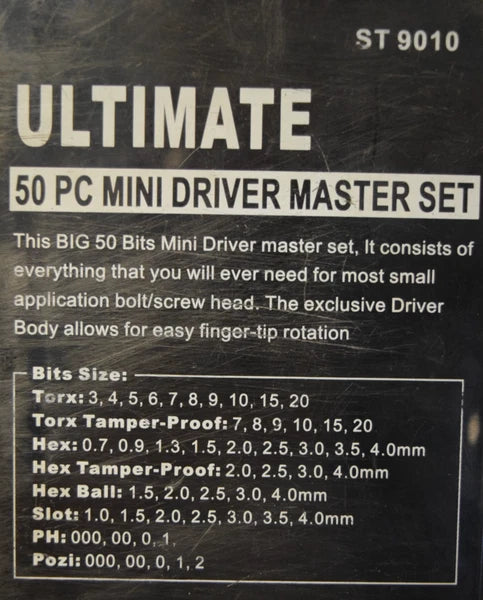 ST 9010
ULTIMATE
50 PC MINI DRIVER MASTER SET
This BIG 50 Bits Mini Driver master set, It consists of
everything that you will ever need for most small
application bolt/screw head. The exclusive Driver
Body allows for easy finger-tip rotation
Bits Size:
Torx: 3, 4, 5, 6, 7, 8, 9, 10, 15, 20
Torx Tamper-Proof: 7, 8, 9, 10, 15, 20
Hex: 0.7, 0.9, 1.3, 1.5, 2.0, 2.5, 3.0, 3.5, 4.0mm
Hex Tamper-Proof: 2.0, 2.5, 3.0, 4.0mm
Hex Ball: 1.5, 2.0, 2.5, 3.0, 4.0mm
Slot: 1.0, 1.5, 2.0, 2.5, 3.0, 3.5, 4.0mm
PH: 000, 00, 0, 1,
Pozi: 000, 00, 0, 1, 2